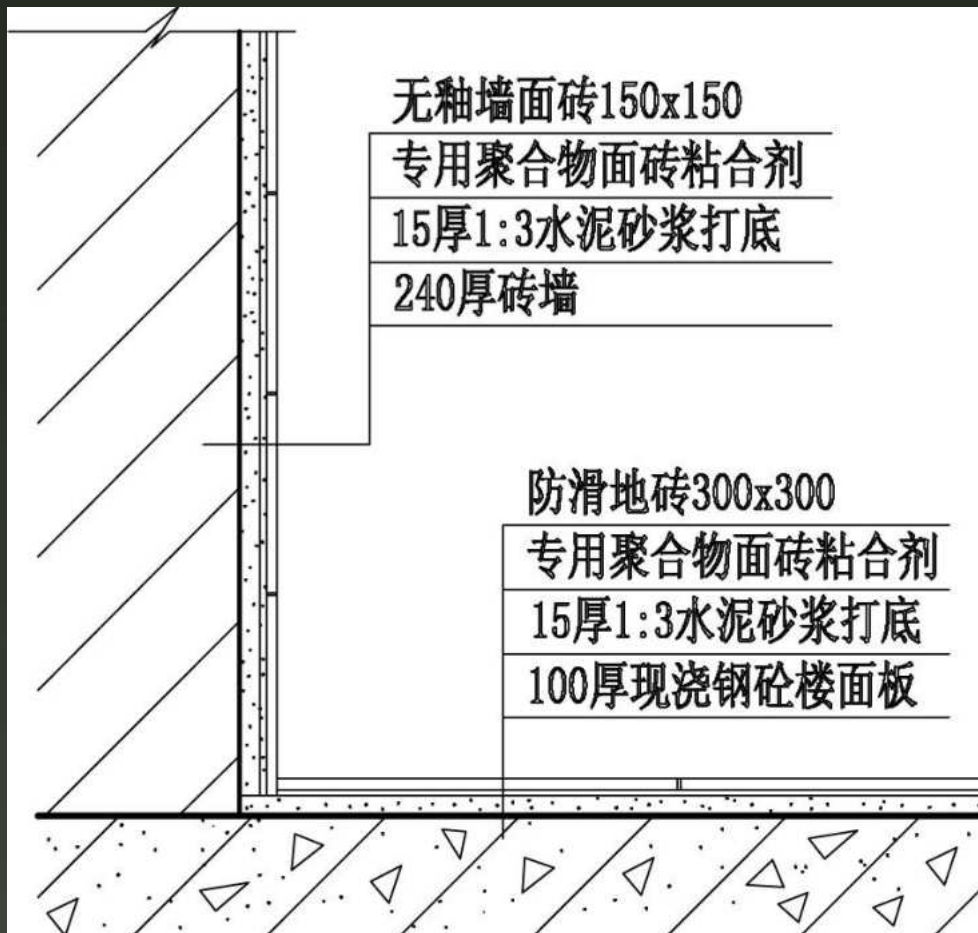 无釉墙面砖150x150
专用聚合物面砖粘合剂
15厚1:3水泥砂浆打底
240厚砖墙
防滑地砖300x300
专用聚合物面砖粘合剂
15厚1:3水泥砂浆打底
100厚现浇钢砼楼面板